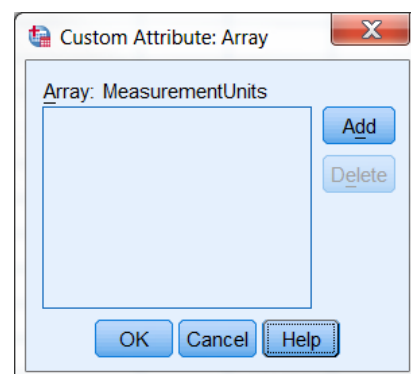 Custom Attribute: Array
X
Array: MeasurementUnits
Add
Delete
OK Cancel Help